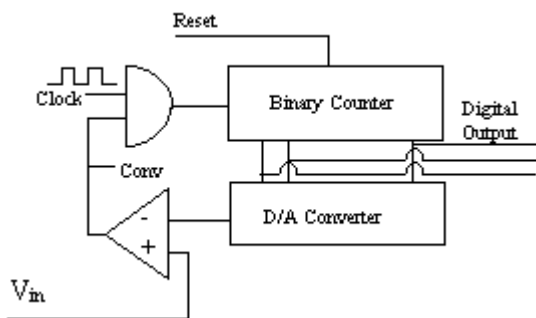 Reset
Clock
Binary Counter
Digital
Output
Conv
D/A Converter
-
+
Vin